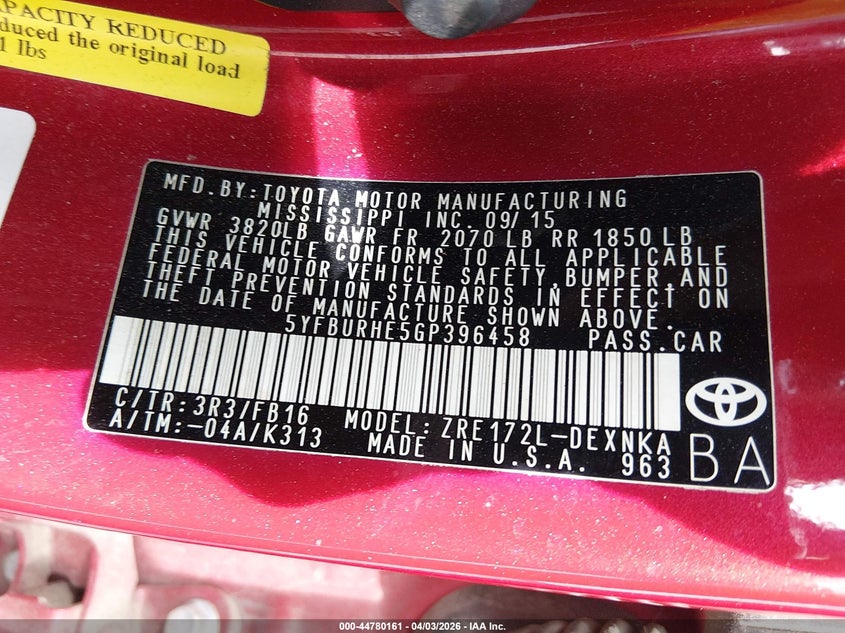 APACITY REDUCED
duced the original load
1 lbs
MFD.BY:TOYOTA MOTOR MANUFACTURING
MISSISSIPPI INC. 09/15
GVWR 3820LB GAWR FR 2070 LB RR 1850 LB
THIS VEHICLE CONFORMS TO ALL APPLICABLE
FEDERAL MOTOR VEHICLE SAFETY,BUMPER,AND
THEFT PREVENTION STANDARDS IN EFFECT ON
THE DATE OF MANUFACTURE SHOWN ABOVE.
5YFBURHE5GP396458 PASS.CAR
C/TR:3R3/FB16 MODEL:ZRE172L-DEXNKA
A/TM:-04A/K313 MADE IN U.S.A. 963
BA
000-44780161 - 04/03/2026 - IAA Inc.